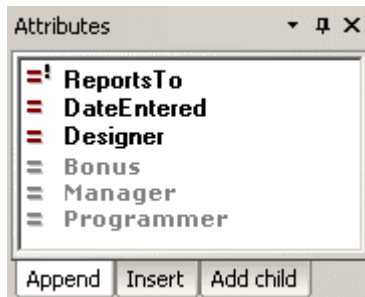 Attributes
=! ReportsTo
= DateEntered
= Designer
= Bonus
= Manager
= Programmer
Append Insert Add child